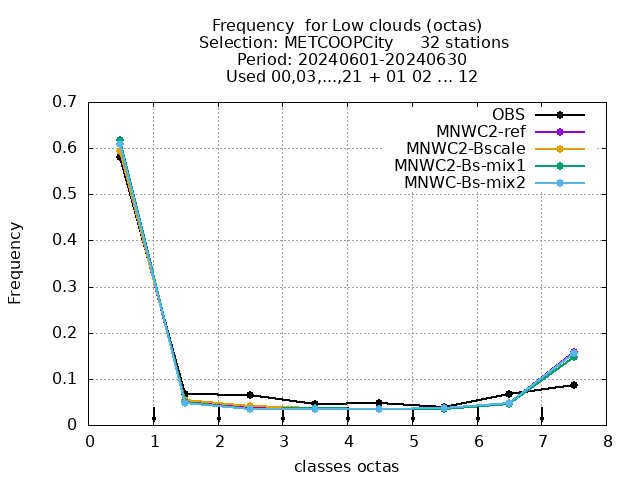 Frequency  for Low clouds (octas)
Selection: METCOOPCity     32 stations
Period: 20240601-20240630
Used 00,03,...,21 + 01 02 ... 12
0.7
0.6
0.5
0.4
0.3
0.2
0.1
0
Frequency
OBS
MNWC2-ref
MNWC2-Bscale
MNWC2-Bs-mix1
MNWC-Bs-mix2
0 1 2 3 4 5 6 7 8
classes octas